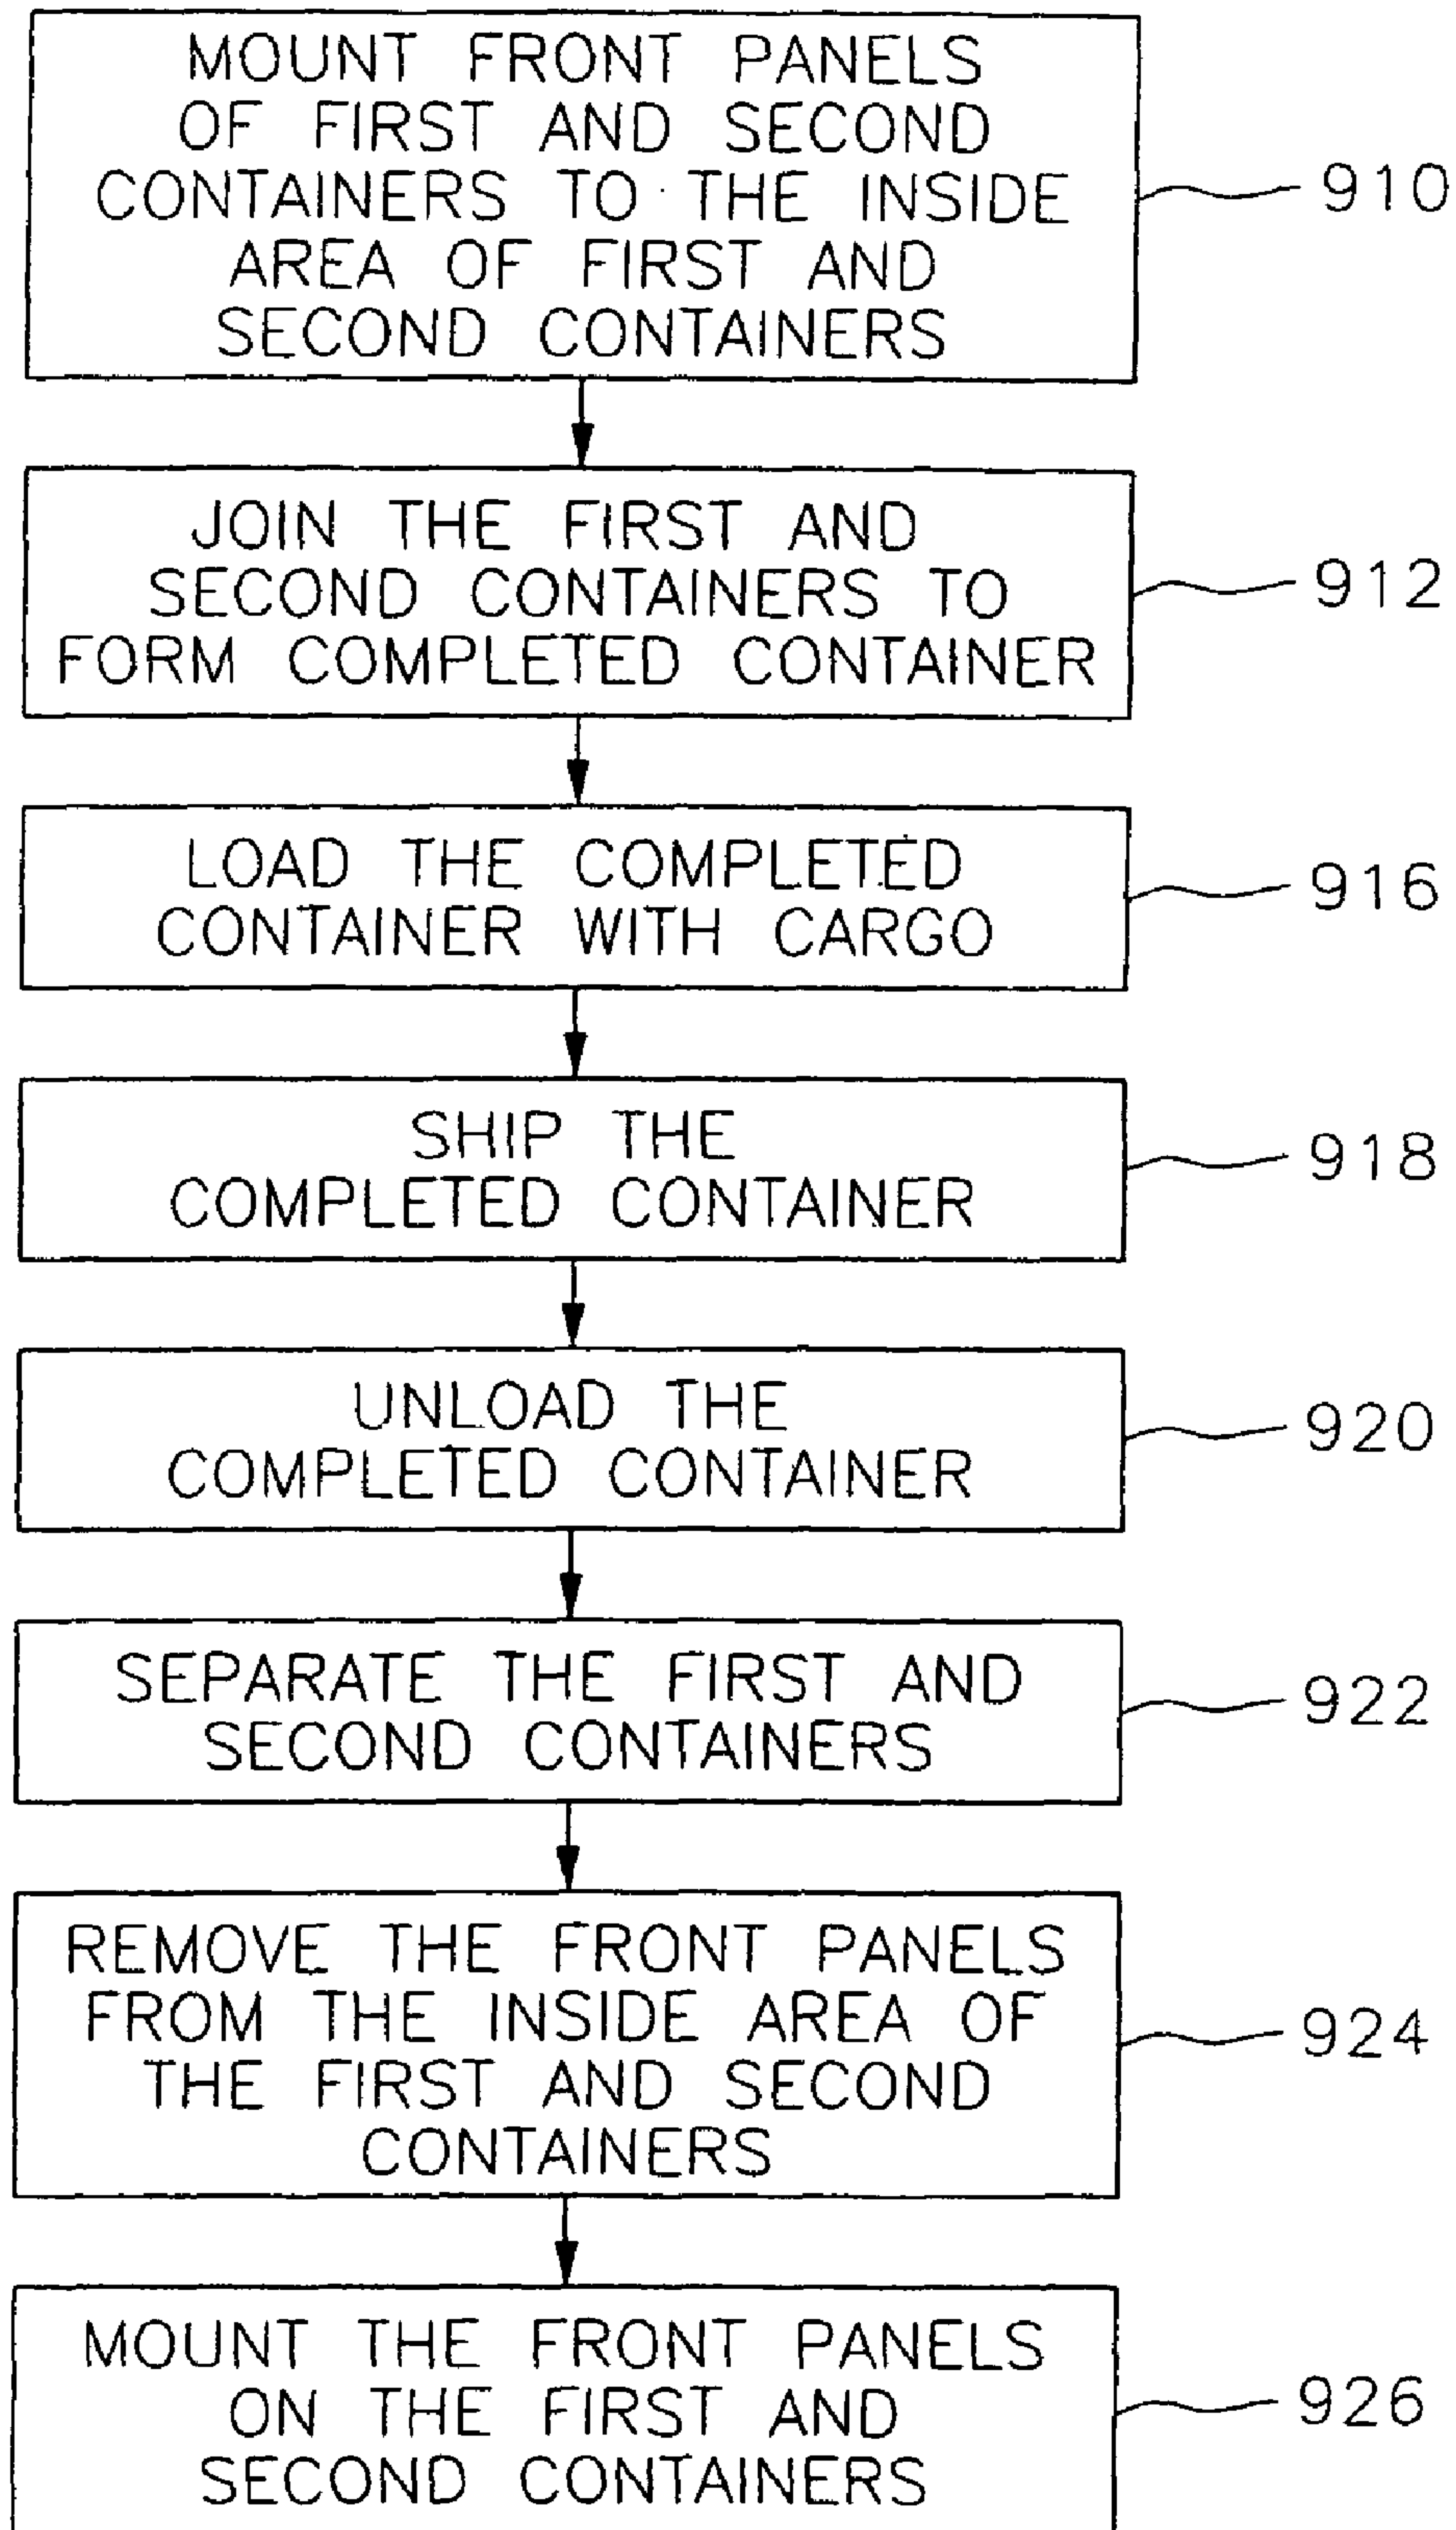 MOUNT FRONT PANELS
OF FIRST AND SECOND
CONTAINERS TO THE INSIDE
AREA OF FIRST AND
SECOND CONTAINERS
910
JOIN THE FIRST AND
SECOND CONTAINERS TO
FORM COMPLETED CONTAINER
912
LOAD THE COMPLETED
CONTAINER WITH CARGO
916
SHIP THE
COMPLETED CONTAINER
918
UNLOAD THE
COMPLETED CONTAINER
920
SEPARATE THE FIRST AND
SECOND CONTAINERS
922
REMOVE THE FRONT PANELS
FROM THE INSIDE AREA OF
THE FIRST AND SECOND
CONTAINERS
924
MOUNT THE FRONT PANELS
ON THE FIRST AND
SECOND CONTAINERS
926